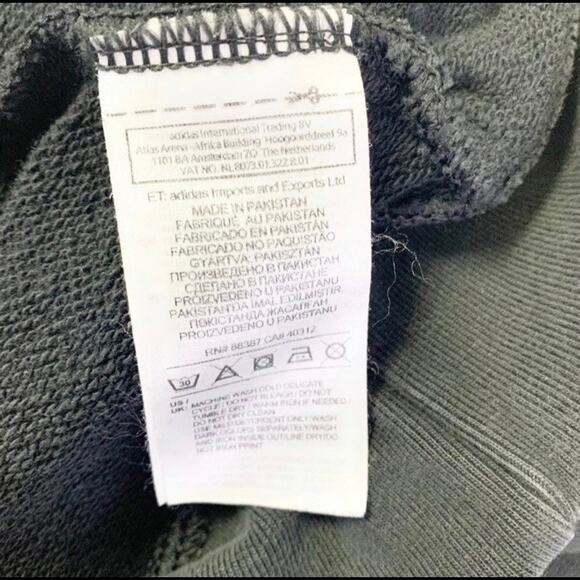 adidas International Trading BV
Atlas Arena - Afrika Building Hoogoorddreef 9a
1101 BA Amsterdam ZO The Netherlands
VAT NO. NL8073.01.322.B.01
ET: adidas Imports and Exports Ltd
MADE IN PAKISTAN
FABRIQUÉ AU PAKISTAN
FABRICADO EN PAKISTÁN
FABRICADO NO PAQUISTÃO
GYÁRTVA: PAKISZTÁN
ПРОИЗВЕДЕНО В ПАКИСТАН
СДЕЛАНО В ПАКИСТАНЕ
PROIZVEDENO U PAKISTANU
PAKISTAN'DA İMAL EDİLMİŞTİR.
ПӘКІСТАНДА ЖАСАЛҒАН
PROIZVEDENO U PAKISTANU
RN# 88387 CA# 40312
30
US / UK: MACHINE WASH COLD DELICATE
CYCLE / DO NOT BLEACH / DO NOT
TUMBLE DRY / WARM IRON IF NEEDED /
DO NOT DRY CLEAN
USE MILD DETERGENT ONLY/WASH
DARK COLORS SEPARATELY/WASH
AND IRON INSIDE OUT/LINE DRY/DO
NOT IRON PRINT